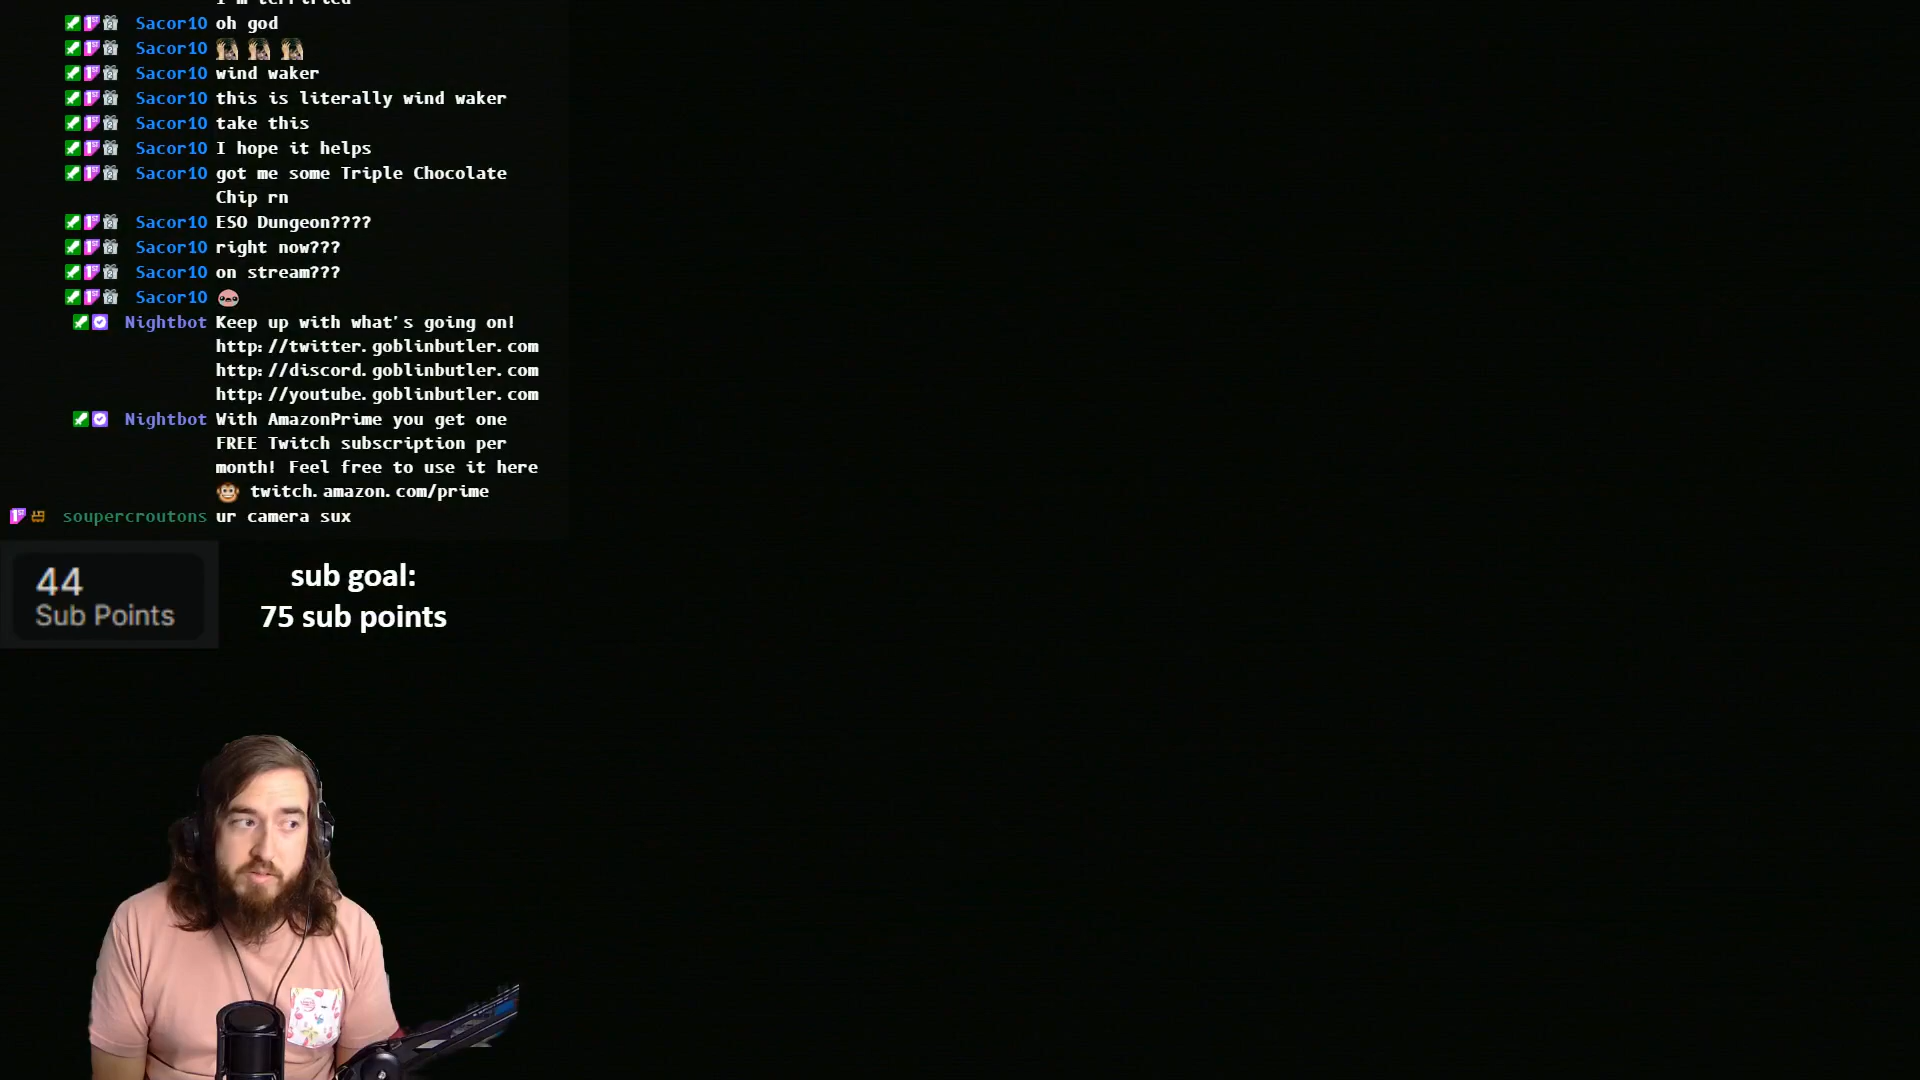 I'm terrified
Sacor10 oh god
Sacor10
Sacor10 wind waker
Sacor10 this is literally wind waker
Sacor10 take this
Sacor10 I hope it helps
Sacor10 got me some Triple Chocolate
Chip rn
Sacor10 ESO Dungeon????
Sacor10 right now???
Sacor10 on stream???
Sacor10
Nightbot Keep up with what's going on!
http://twitter.goblinbutler.com
http://discord.goblinbutler.com
http://youtube.goblinbutler.com
Nightbot With AmazonPrime you get one
FREE Twitch subscription per
month! Feel free to use it here
twitch.amazon.com/prime
soupercroutons ur camera sux
44
Sub Points
sub goal:
75 sub points